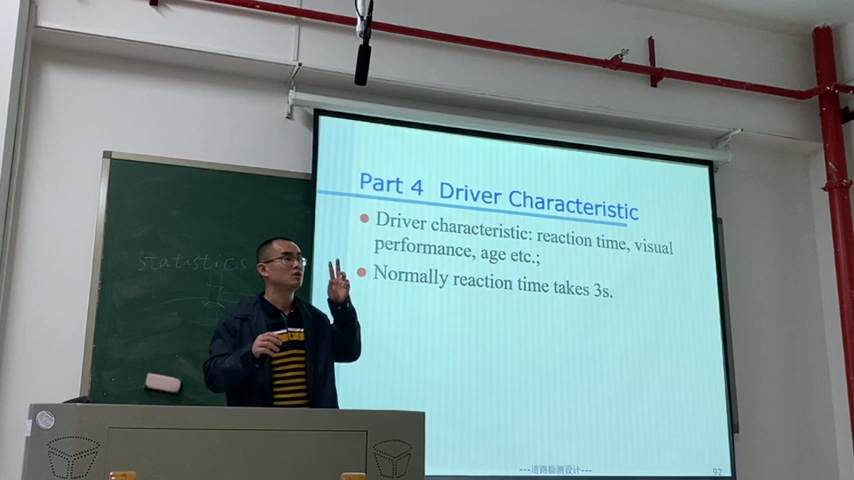 statistics
Part 4 Driver Characteristic
Driver characteristic: reaction time, visual
performance, age etc.;
Normally reaction time takes 3s.
---道路勘测设计---
92